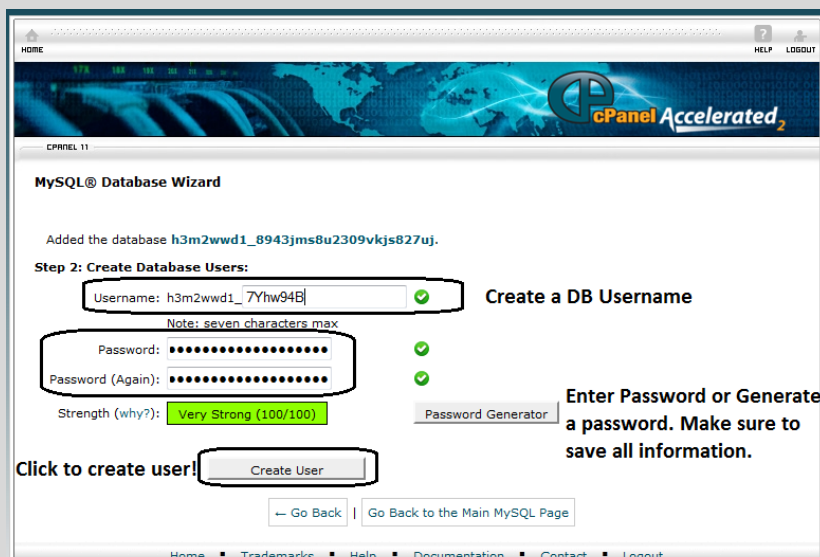 HOME
HELP LOGOUT
cPanel Accelerated2
CPANEL 11
MySQL® Database Wizard
Added the database h3m2wwd1_8943jms8u2309vkjs827uj.
Step 2: Create Database Users:
Username: h3m2wwd1_ 7Yhw94B
Create a DB Username
Note: seven characters max
Password: ●●●●●●●●●●●●●●●●●●●
Password (Again): ●●●●●●●●●●●●●●●●●●●
Strength (why?): Very Strong (100/100) Password Generator
Enter Password or Generate
a password. Make sure to
save all information.
Click to create user! Create User
← Go Back | Go Back to the Main MySQL Page
Home ▪ Trademarks ▪ Help ▪ Documentation ▪ Contact ▪ Logout